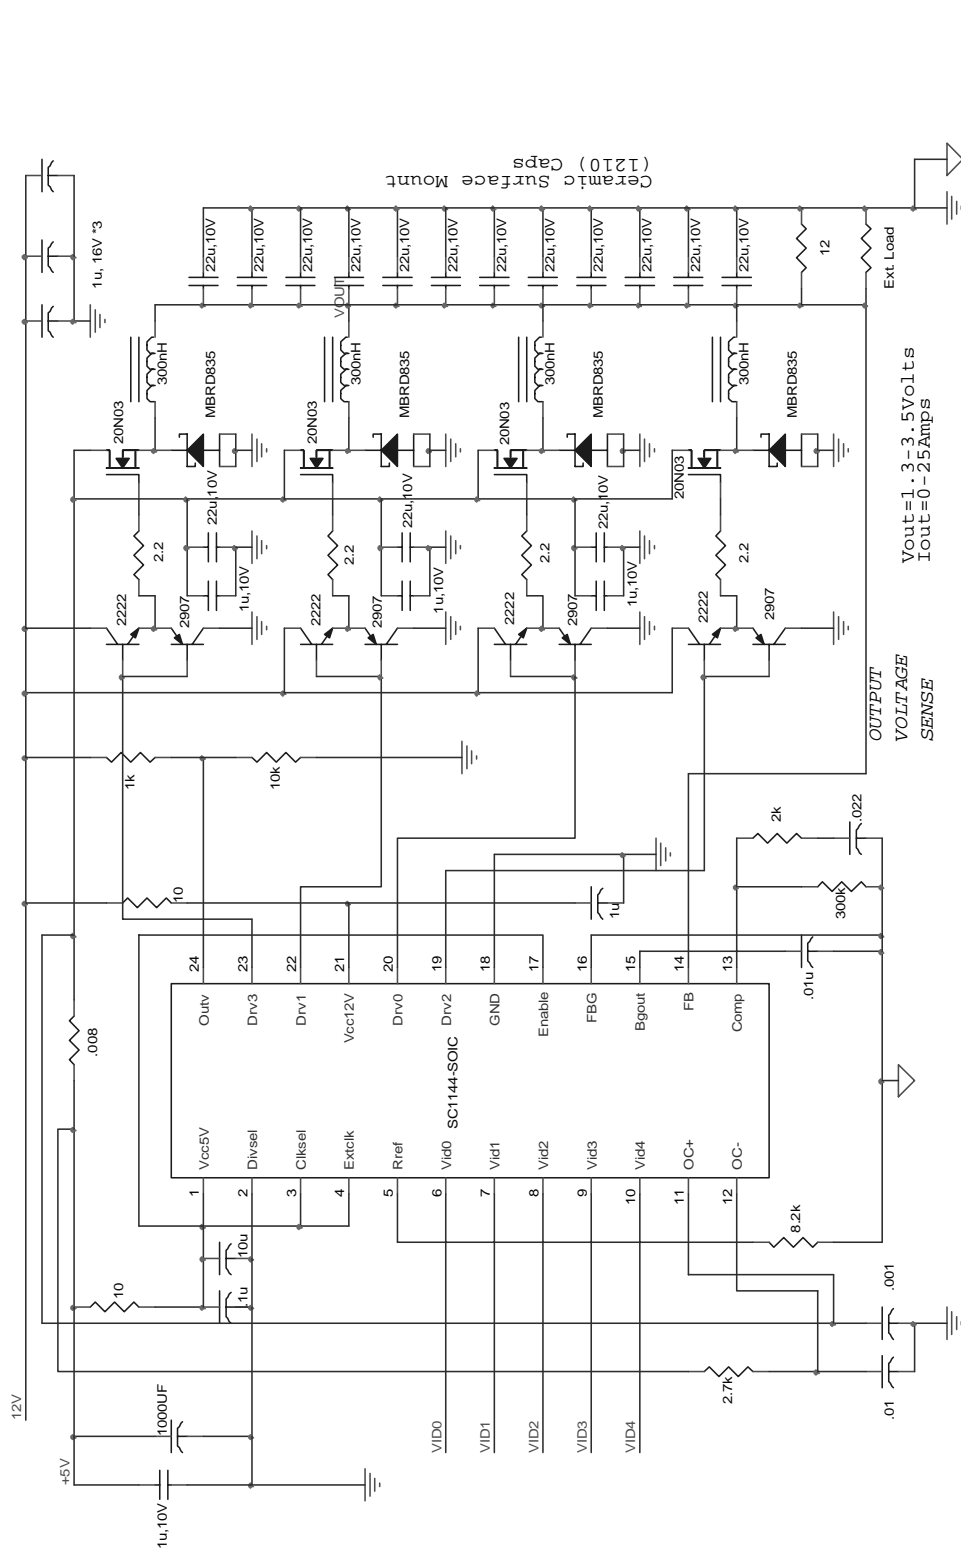 12V
+5V
1u,10V
1000UF
10
.1u
10u
.008
1u, 16V *3
1
2
3
4
5
6
7
8
9
10
11
12
Vcc5V
Divsel
Clksel
Extclk
Rref
Vid0
Vid1
Vid2
Vid3
Vid4
OC+
OC-
SC1144-SOIC
Outv
Drv3
Drv1
Vcc12V
Drv0
Drv2
GND
Enable
FBG
Bgout
FB
Comp
24
23
22
21
20
19
18
17
16
15
14
13
VID0
VID1
VID2
VID3
VID4
2.7k
8.2k
.01
.001
10
1k
10k
1u
.01u
300k
2k
.022
2222
2907
2.2
1u,10V
22u,10V
20N03
MBRD835
300nH
2222
2907
2.2
1u,10V
22u,10V
20N03
MBRD835
300nH
2222
2907
2.2
1u,10V
22u,10V
20N03
MBRD835
300nH
2222
2907
2.2
20N03
MBRD835
300nH
VOUT
22u,10V
22u,10V
22u,10V
22u,10V
22u,10V
22u,10V
22u,10V
22u,10V
22u,10V
22u,10V
22u,10V
22u,10V
12
Ext Load
Ceramic Surface Mount
(1210) Caps
OUTPUT
VOLTAGE
SENSE
Vout=1.3-3.5Volts
Iout=0-25Amps